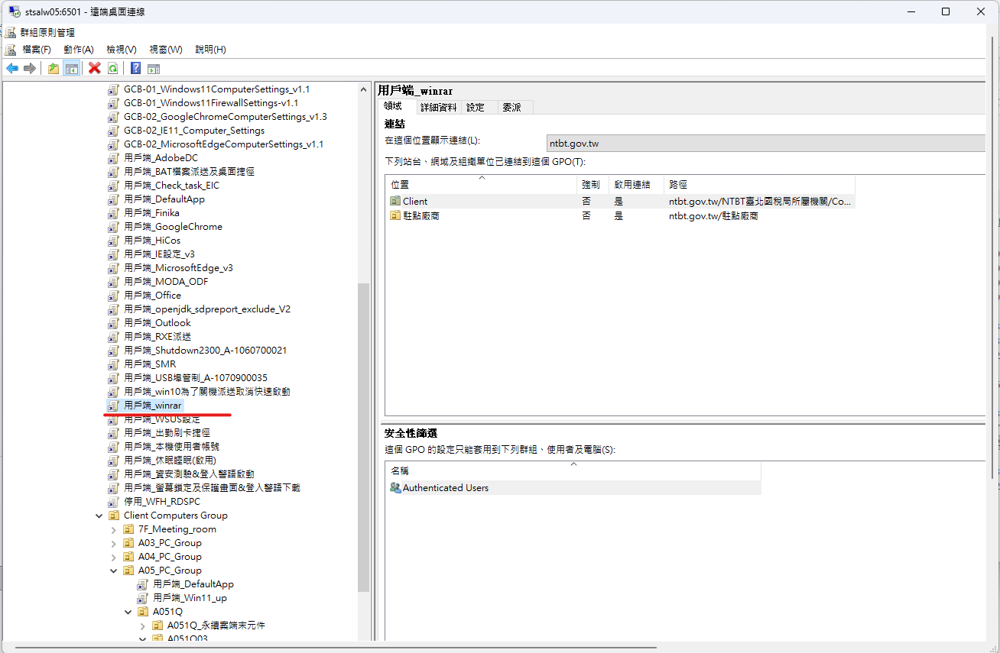 stsalw05:6501 - 遠端桌面連線
群組原則管理
檔案(F) 動作(A) 檢視(V) 視窗(W) 說明(H)
GCB-01_Windows11ComputerSettings_v1.1
GCB-01_Windows11FirewallSettings-v1.1
GCB-02_GoogleChromeComputerSettings_v1.3
GCB-02_IE11_Computer_Settings
GCB-02_MicrosoftEdgeComputerSettings_v1.1
用戶端_AdobeDC
用戶端_BAT檔案派送及桌面捷徑
用戶端_Check_task_EIC
用戶端_DefaultApp
用戶端_Finika
用戶端_GoogleChrome
用戶端_HiCos
用戶端_IE設定_v3
用戶端_MicrosoftEdge_v3
用戶端_MODA_ODF
用戶端_Office
用戶端_openjdk_sdpreport_exclude_V2
用戶端_Outlook
用戶端_RXE派送
用戶端_Shutdown2300_A-1060700021
用戶端_SMR
用戶端_USB埠管制_A-1070900035
用戶端_win10為了關機派送取消快速啟動
用戶端_winrar
用戶端_WSUS設定
用戶端_出勤刷卡捷徑
用戶端_本機使用者帳號
用戶端_休眠睡眠(啟用)
用戶端_資安測驗&登入警語啟動
用戶端_螢幕鎖定及保護畫面&登入警語下載
停用_WFH_RDSPC
Client Computers Group
7F_Meeting_room
A03_PC_Group
A04_PC_Group
A05_PC_Group
用戶端_DefaultApp
用戶端_Win11_up
A051Q
A051Q_永續案端末元件
A051Q03
用戶端_winrar
領域 詳細資料 設定 委派
連結
在這個位置顯示連結(L): ntbt.gov.tw
下列站台、網域及組織單位已連結到這個 GPO(T):
位置 強制 啟用連結 路徑
Client 否 是 ntbt.gov.tw/NTBT臺北國稅局所屬機關/Co...
駐點廠商 否 是 ntbt.gov.tw/駐點廠商
安全性篩選
這個 GPO 的設定只能套用到下列群組、使用者及電腦(S):
名稱
Authenticated Users